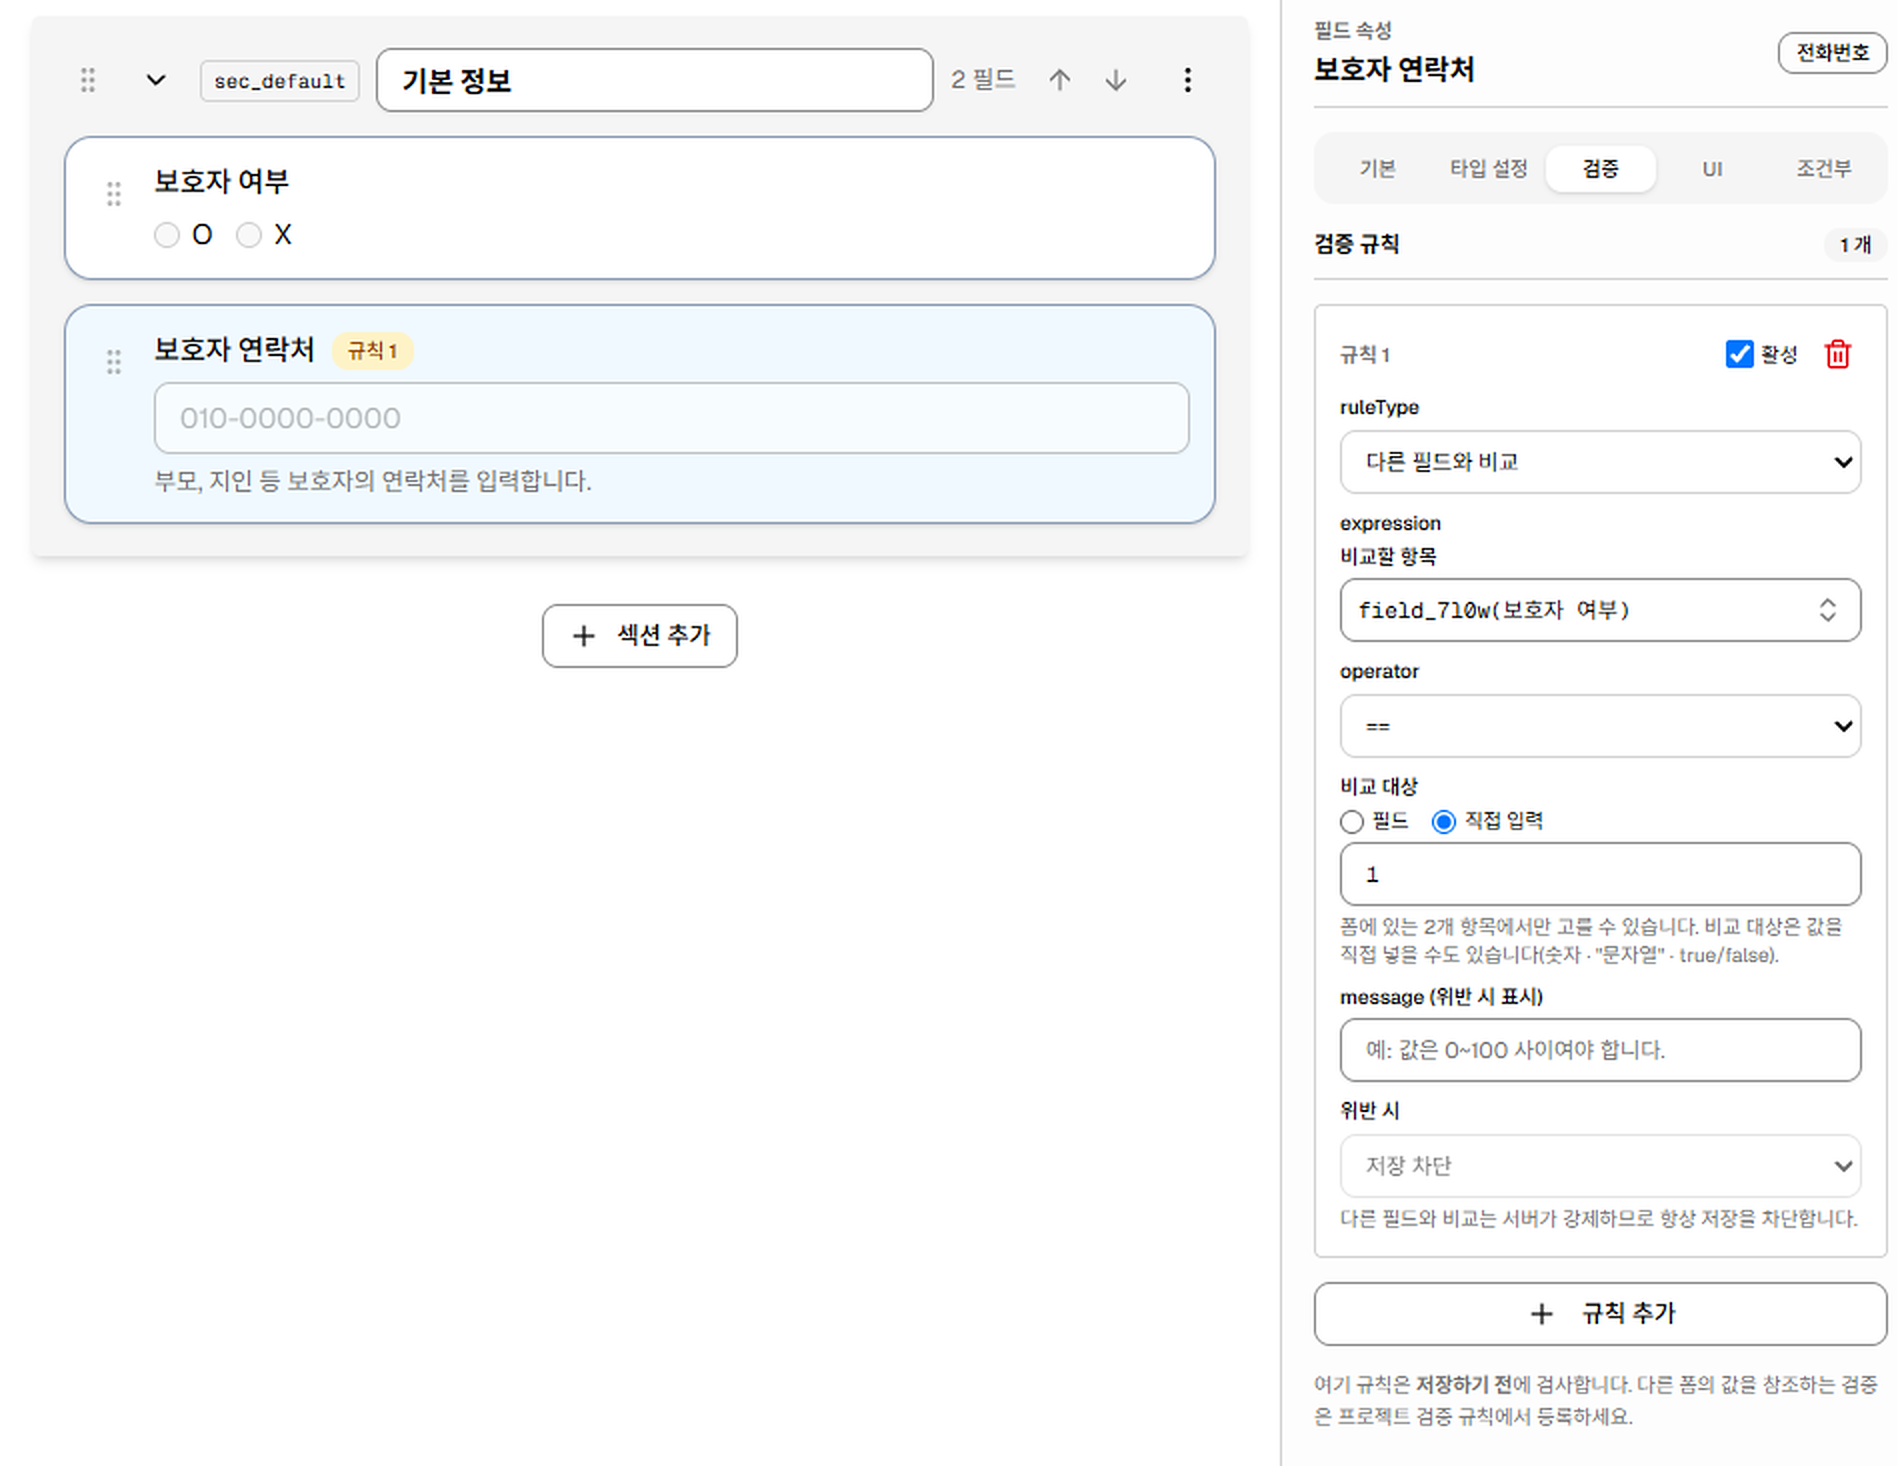 sec_default
기본 정보
2 필드
보호자 여부
O X
보호자 연락처 규칙 1
010-0000-0000
부모, 지인 등 보호자의 연락처를 입력합니다.
+ 섹션 추가
필드 속성
보호자 연락처
전화번호
기본 타입 설정 검증 UI 조건부
검증 규칙 1 개
규칙 1 활성
ruleType
다른 필드와 비교
expression
비교할 항목
field_7l0w(보호자 여부)
operator
==
비교 대상
필드 직접 입력
1
폼에 있는 2개 항목에서만 고를 수 있습니다. 비교 대상은 값을
직접 넣을 수도 있습니다(숫자 · "문자열" · true/false).
message (위반 시 표시)
예: 값은 0~100 사이여야 합니다.
위반 시
저장 차단
다른 필드와 비교는 서버가 강제하므로 항상 저장을 차단합니다.
+ 규칙 추가
여기 규칙은 저장하기 전에 검사합니다. 다른 폼의 값을 참조하는 검증
은 프로젝트 검증 규칙에서 등록하세요.